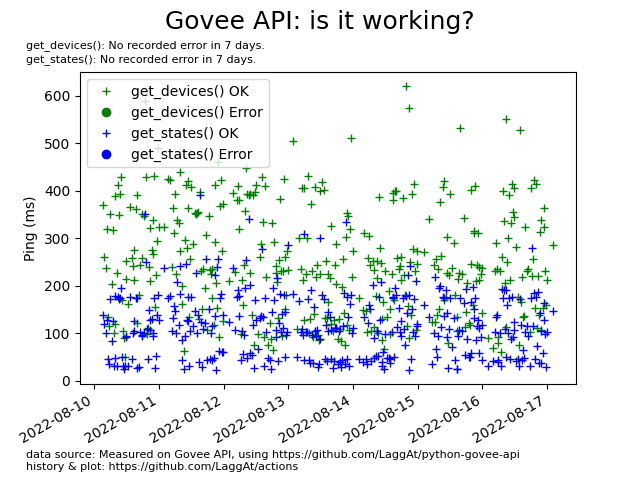 Govee API: is it working?
get_devices(): No recorded error in 7 days.
get_states(): No recorded error in 7 days.
get_devices() OK
get_devices() Error
get_states() OK
get_states() Error
Ping (ms)
600
500
400
300
200
100
0
2022-08-10
2022-08-11
2022-08-12
2022-08-13
2022-08-14
2022-08-15
2022-08-16
2022-08-17
data source: Measured on Govee API, using https://github.com/LaggAt/python-govee-api
history & plot: https://github.com/LaggAt/actions